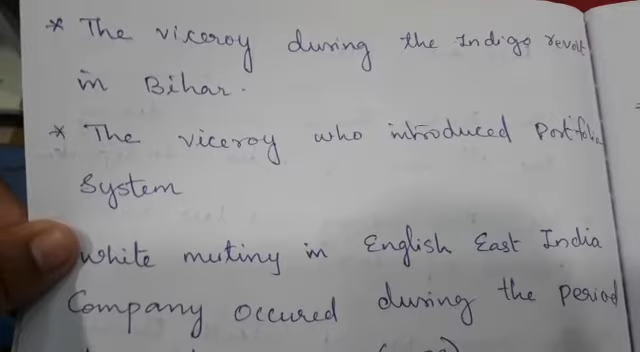 * The viceroy during the Indigo revolt
in Bihar.
* The viceroy who introduced
System
white mutiny in English East India
Company occured during the period